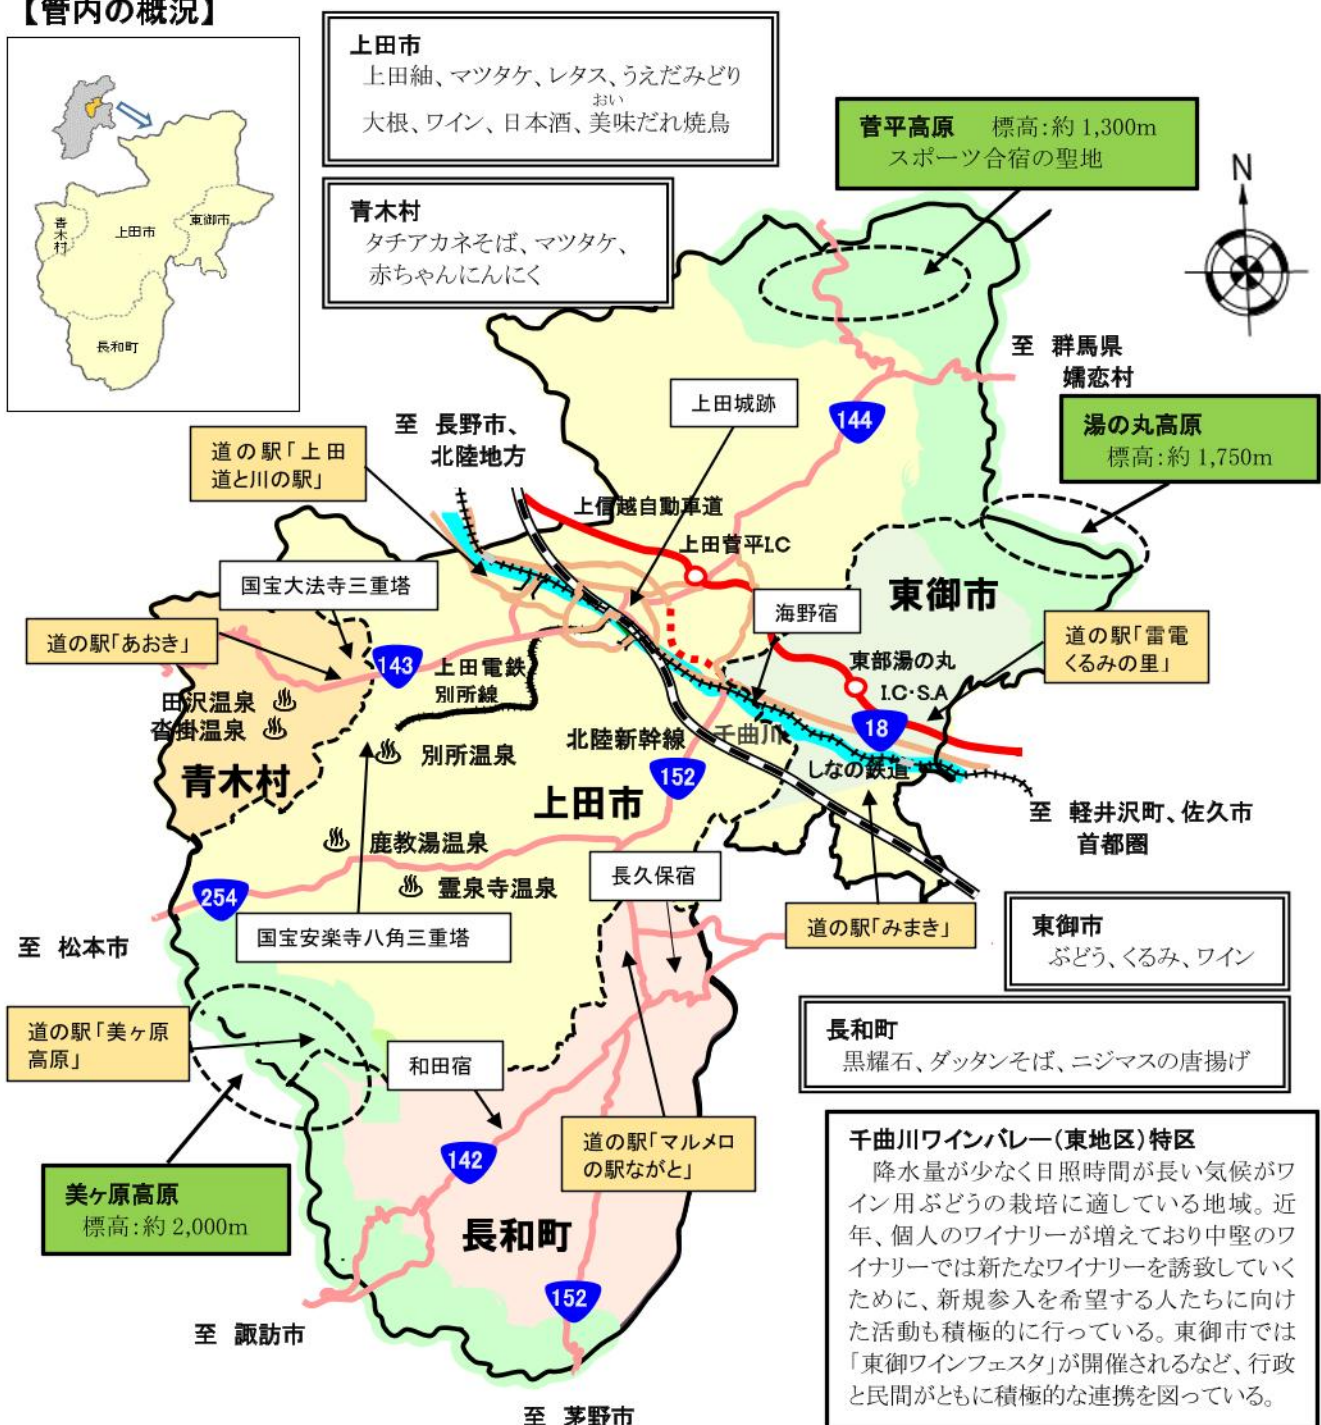 【管内の概況】
青木村
上田市
東御市
長和町
上田市
上田紬、マツタケ、レタス、うえだみどり
おい
大根、ワイン、日本酒、美味だれ焼鳥
青木村
タチアカネそば、マツタケ、
赤ちゃんにんにく
菅平高原　標高：約1,300m
スポーツ合宿の聖地
N
至　群馬県
嬬恋村
湯の丸高原
標高：約1,750m
上田城跡
144
至　長野市、
北陸地方
道の駅「上田
道と川の駅」
上信越自動車道
上田菅平I.C
国宝大法寺三重塔
海野宿
東御市
道の駅「雷電
くるみの里」
道の駅「あおき」
143
上田電鉄
別所線
東部湯の丸
I.C・S.A
田沢温泉
沓掛温泉
18
別所温泉
北陸新幹線
千曲川
しなの鉄道
青木村
152
上田市
至　軽井沢町、佐久市
首都圏
鹿教湯温泉
長久保宿
254
霊泉寺温泉
国宝安楽寺八角三重塔
道の駅「みまき」
至　松本市
東御市
ぶどう、くるみ、ワイン
長和町
黒耀石、ダッタンそば、ニジマスの唐揚げ
道の駅「美ヶ原
高原」
和田宿
道の駅「マルメロ
の駅ながと」
142
美ヶ原高原
標高：約2,000m
長和町
152
至　諏訪市
至　茅野市
千曲川ワインバレー（東地区）特区
降水量が少なく日照時間が長い気候がワ
イン用ぶどうの栽培に適している地域。近
年、個人のワイナリーが増えており中堅のワ
イナリーでは新たなワイナリーを誘致していく
ために、新規参入を希望する人たちに向け
た活動も積極的に行っている。東御市では
「東御ワインフェスタ」が開催されるなど、行政
と民間がともに積極的な連携を図っている。